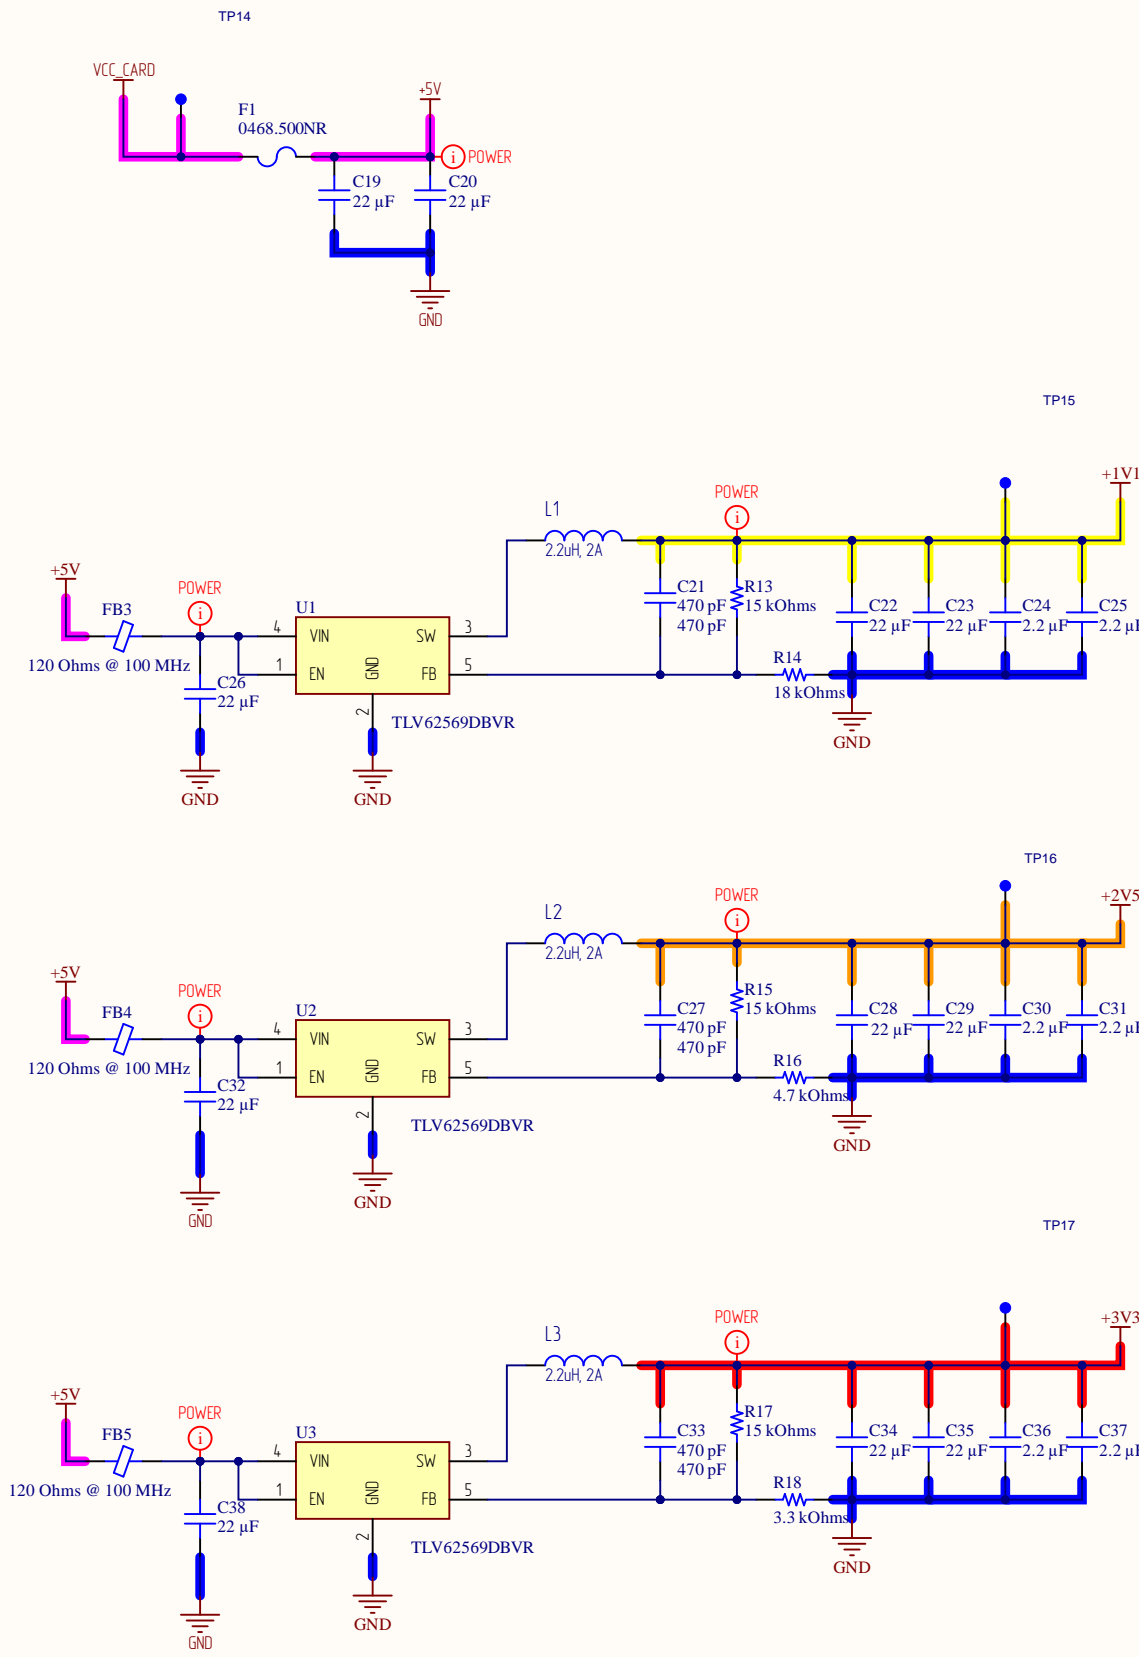 TP14
VCC_CARD
+5V
F1
0468.500NR
POWER
C19
22 µF
C20
22 µF
GND
TP15
+1V1
POWER
L1
2.2uH, 2A
+5V
POWER
FB3
120 Ohms @ 100 MHz
U1
4
VIN
SW
3
1
EN
GND
FB
5
2
TLV62569DBVR
C26
22 µF
GND
GND
C21
470 pF
470 pF
R13
15 kOhms
R14
18 kOhms
C22
22 µF
C23
22 µF
C24
2.2 µF
C25
2.2 µF
GND
TP16
+2V5
POWER
L2
2.2uH, 2A
+5V
POWER
FB4
120 Ohms @ 100 MHz
U2
4
VIN
SW
3
1
EN
GND
FB
5
2
TLV62569DBVR
C32
22 µF
GND
GND
C27
470 pF
470 pF
R15
15 kOhms
R16
4.7 kOhms
C28
22 µF
C29
22 µF
C30
2.2 µF
C31
2.2 µF
GND
TP17
+3V3
POWER
L3
2.2uH, 2A
+5V
POWER
FB5
120 Ohms @ 100 MHz
U3
4
VIN
SW
3
1
EN
GND
FB
5
2
TLV62569DBVR
C38
22 µF
GND
GND
C33
470 pF
470 pF
R17
15 kOhms
R18
3.3 kOhms
C34
22 µF
C35
22 µF
C36
2.2 µF
C37
2.2 µF
GND